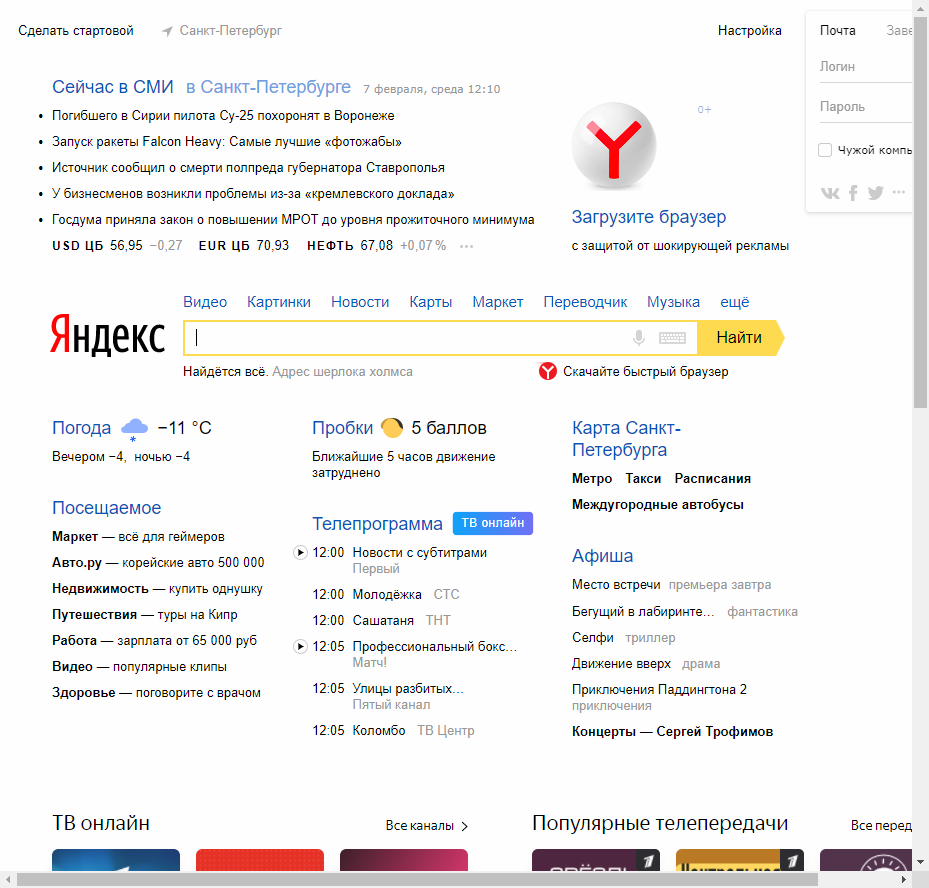 Сделать стартовой
Санкт-Петербург
Настройка
Почта
Логин
Пароль
Чужой
Сейчас в СМИ в Санкт-Петербурге 7 февраля, среда 12:10
Погибшего в Сирии пилота Су-25 похоронят в Воронеже
Запуск ракеты Falcon Heavy: Самые лучшие «фотожабы»
Источник сообщил о смерти полпреда губернатора Ставрополья
У бизнесменов возникли проблемы из-за «кремлевского доклада»
Госдума приняла закон о повышении МРОТ до уровня прожиточного минимума
USD ЦБ 56,95 −0,27 EUR ЦБ 70,93 НЕФТЬ 67,08 +0,07 % ···
0+
Загрузите браузер
с защитой от шокирующей рекламы
Видео Картинки Новости Карты Маркет Переводчик Музыка ещё
Яндекс
Найти
Найдётся всё. Адрес шерлока холмса
Скачайте быстрый браузер
Погода −11 °C
Вечером −4, ночью −4
Посещаемое
Маркет — всё для геймеров
Авто.ру — корейские авто 500 000
Недвижимость — купить однушку
Путешествия — туры на Кипр
Работа — зарплата от 65 000 руб
Видео — популярные клипы
Здоровье — поговорите с врачом
Пробки 5 баллов
Ближайшие 5 часов движение
затруднено
Телепрограмма ТВ онлайн
12:00 Новости с субтитрами
Первый
12:00 Молодёжка СТС
12:00 Сашатаня ТНТ
12:05 Профессиональный бокс...
Матч!
12:05 Улицы разбитых...
Пятый канал
12:05 Коломбо ТВ Центр
Карта Санкт-
Петербурга
Метро Такси Расписания
Междугородные автобусы
Афиша
Место встречи премьера завтра
Бегущий в лабиринте... фантастика
Селфи триллер
Движение вверх драма
Приключения Паддингтона 2
приключения
Концерты — Сергей Трофимов
ТВ онлайн
Все каналы
Популярные телепередачи
Все